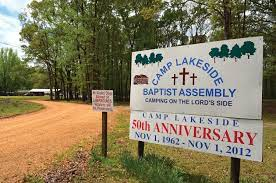 CAMP LAKESIDE
BAPTIST ASSEMBLY
CAMPING ON THE LORD'S SIDE
CAMP LAKESIDE
50th ANNIVERSARY
NOV 1, 1962 - NOV 1, 2012